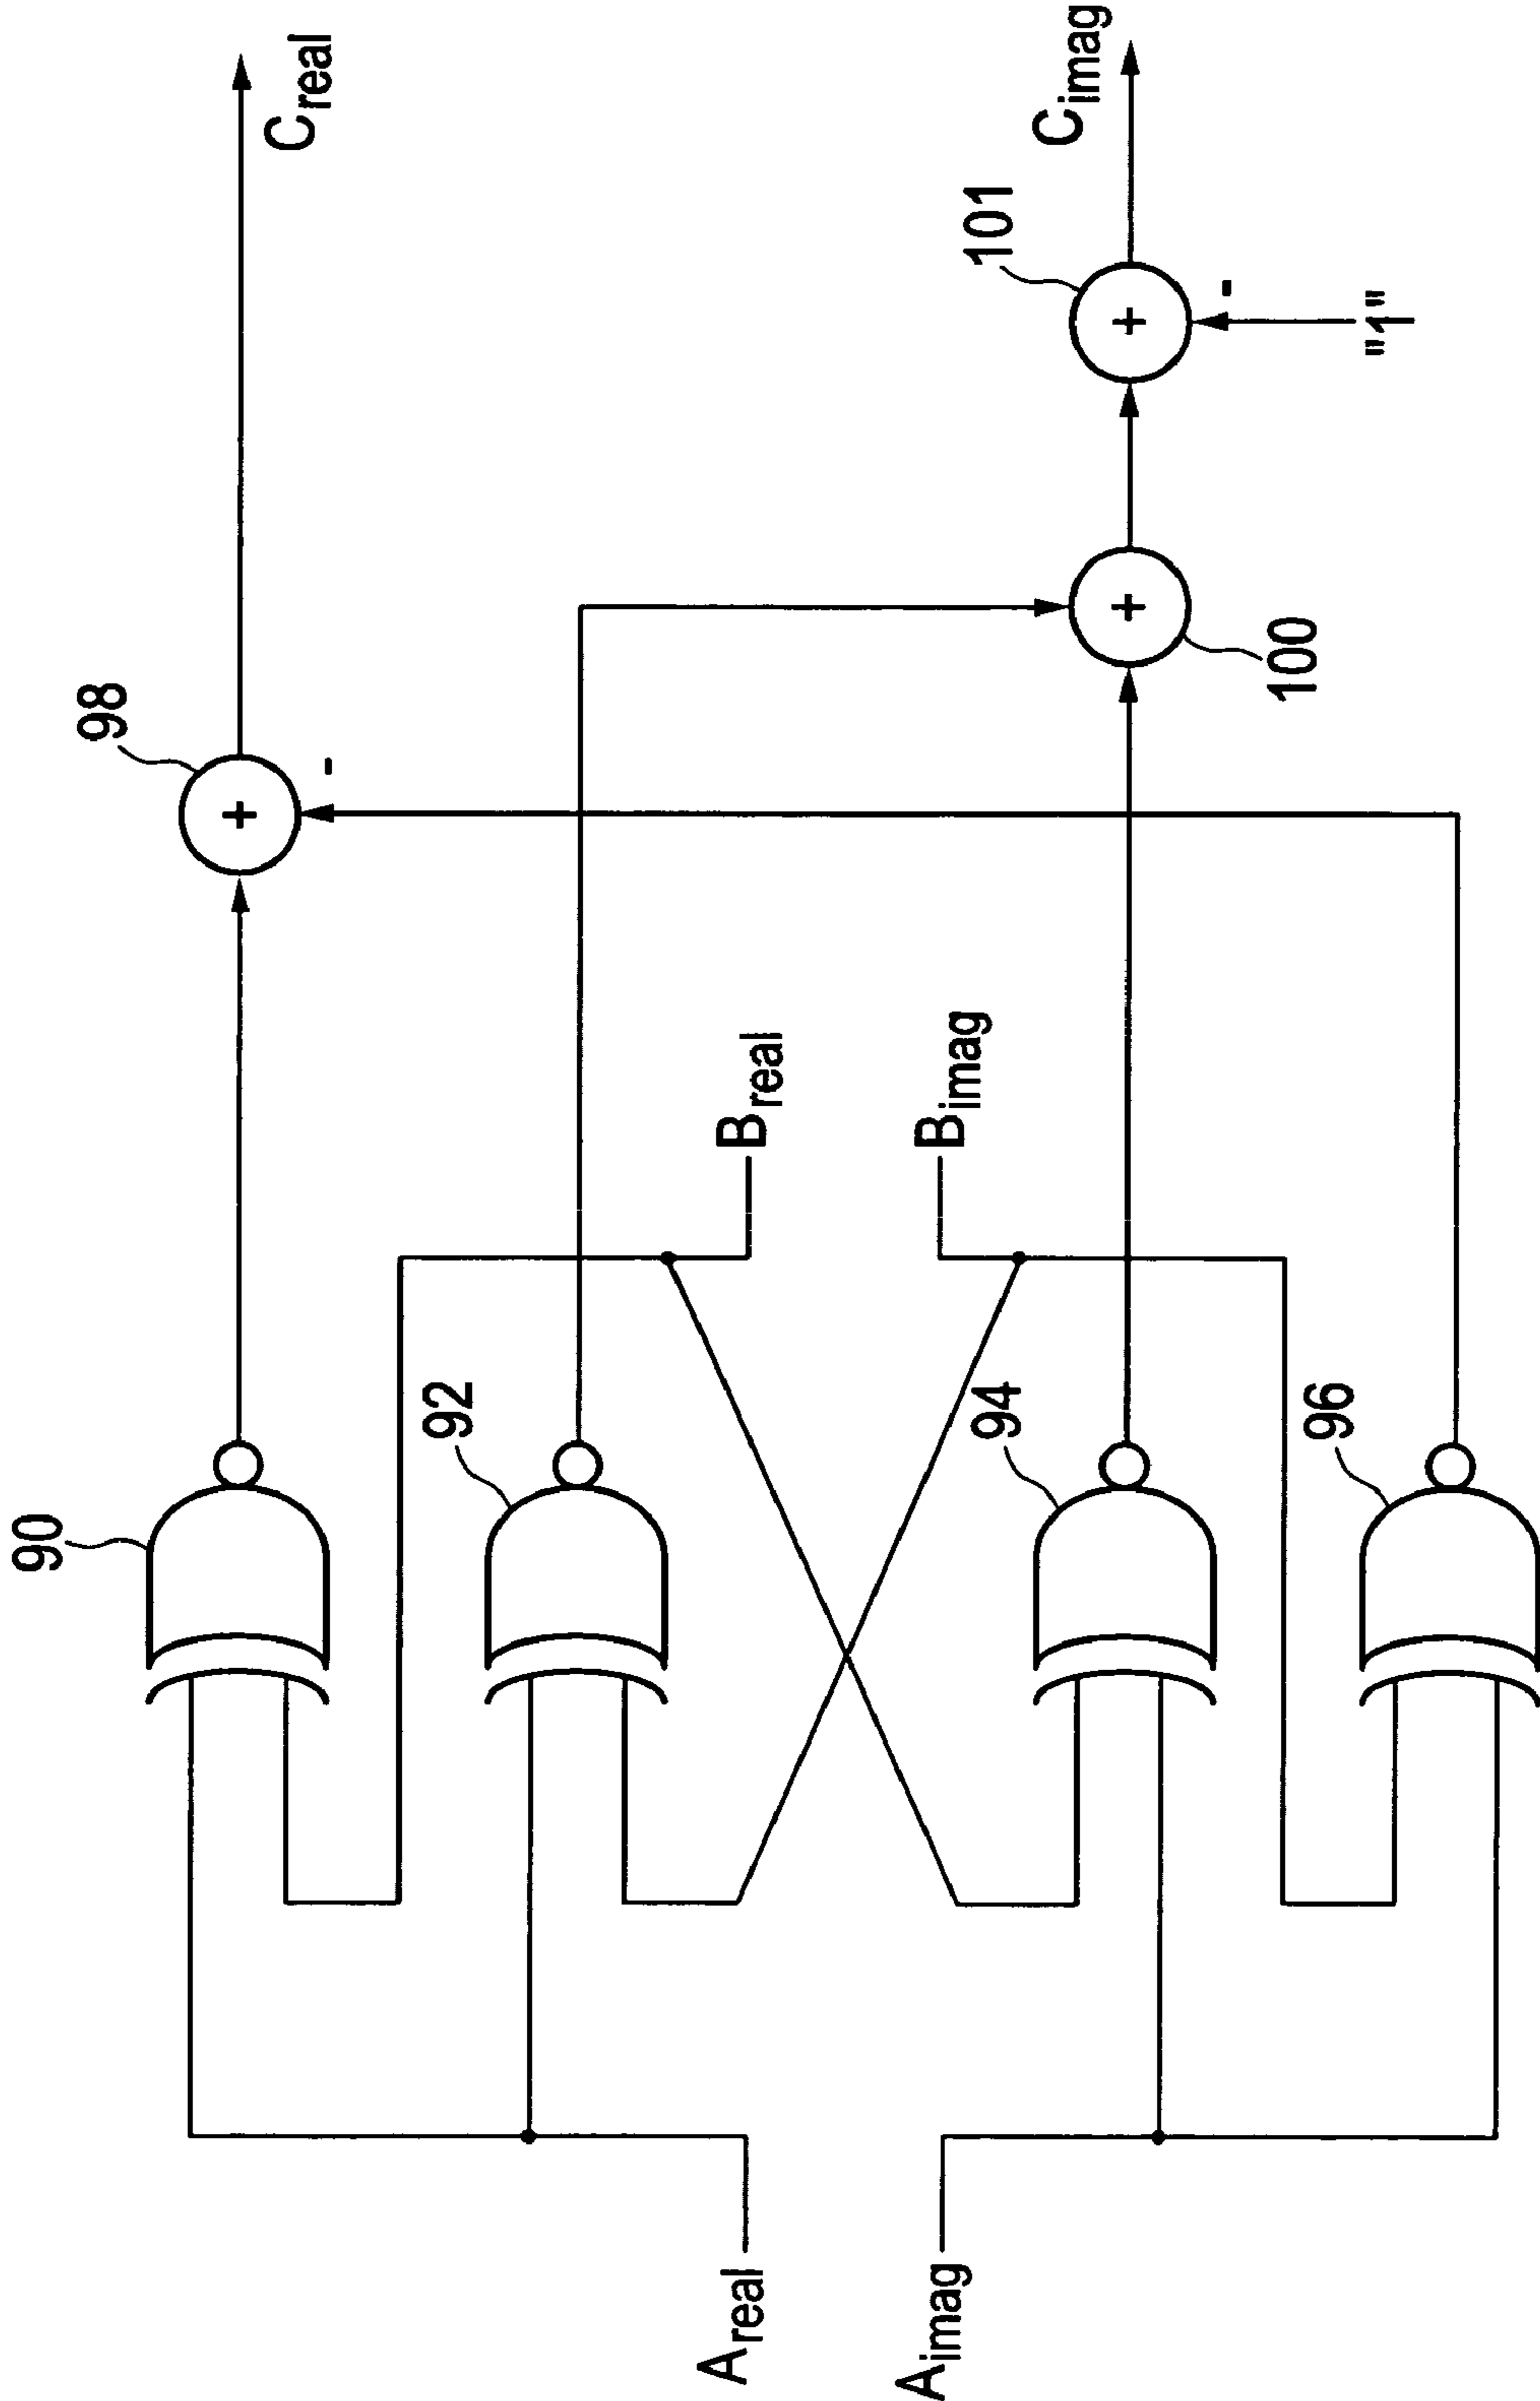 90
98
C_real
92
B_real
A_real
B_imag
A_imag
94
101
C_imag
100
96
"1"
+
-
+
+
-